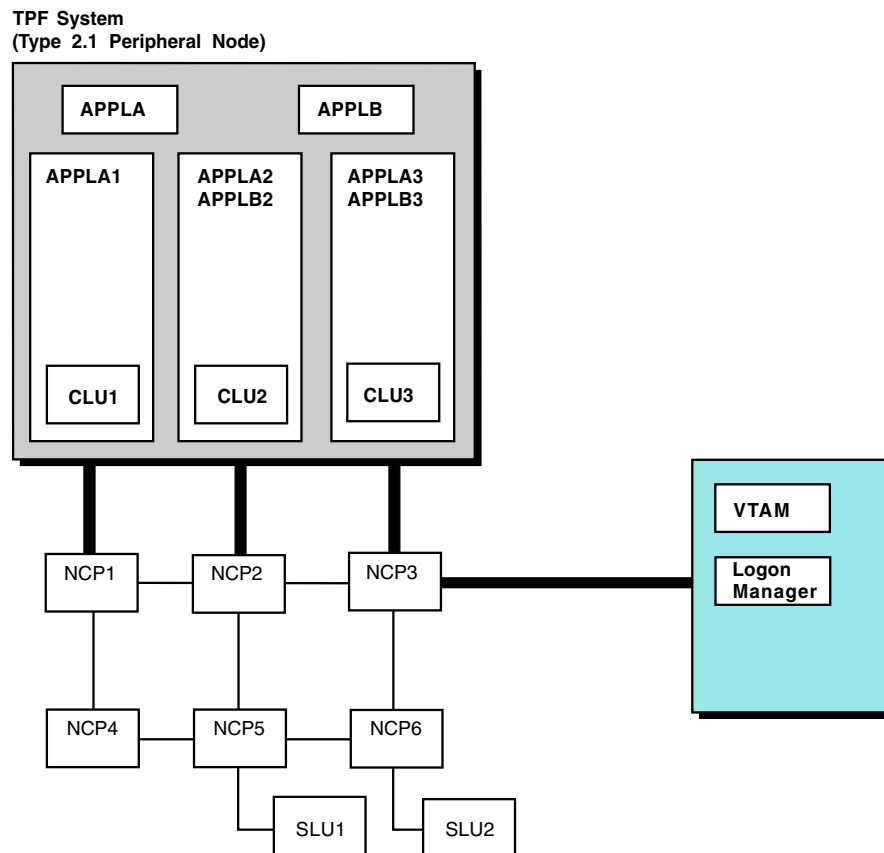 TPF System
(Type 2.1 Peripheral Node)
APPLA
APPLB
APPLA1
APPLA2
APPLB2
APPLA3
APPLB3
CLU1
CLU2
CLU3
VTAM
Logon
Manager
NCP1
NCP2
NCP3
NCP4
NCP5
NCP6
SLU1
SLU2